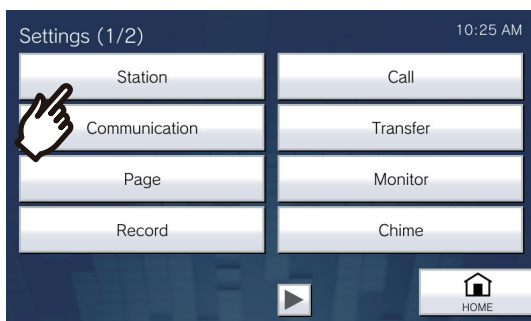 Settings (1/2)
10:25 AM
Station
Call
Communication
Transfer
Page
Monitor
Record
Chime
HOME